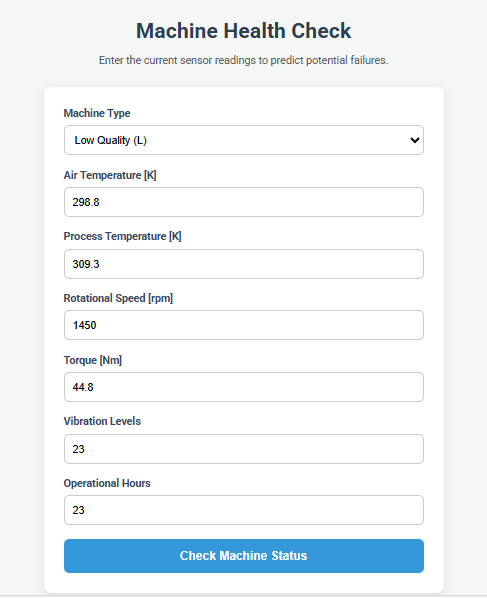 Machine Health Check
Enter the current sensor readings to predict potential failures.
Machine Type
Low Quality (L)
Air Temperature [K]
298.8
Process Temperature [K]
309.3
Rotational Speed [rpm]
1450
Torque [Nm]
44.8
Vibration Levels
23
Operational Hours
23
Check Machine Status